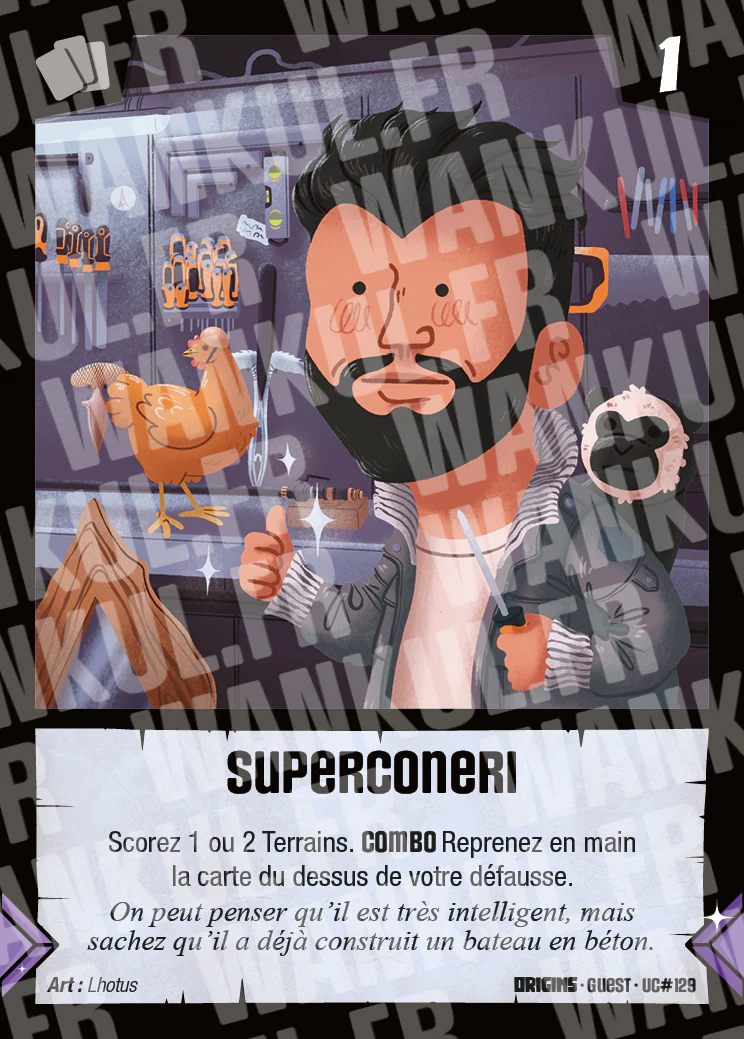 1
SUPERCONERI
Scorez 1 ou 2 Terrains. COMBO Reprenez en main
la carte du dessus de votre défausse.
On peut penser qu’il est très intelligent, mais
sachez qu’il a déjà construit un bateau en béton.
Art : Lhotus
ORIGINS · GUEST · UC#129
WANKUL.FR